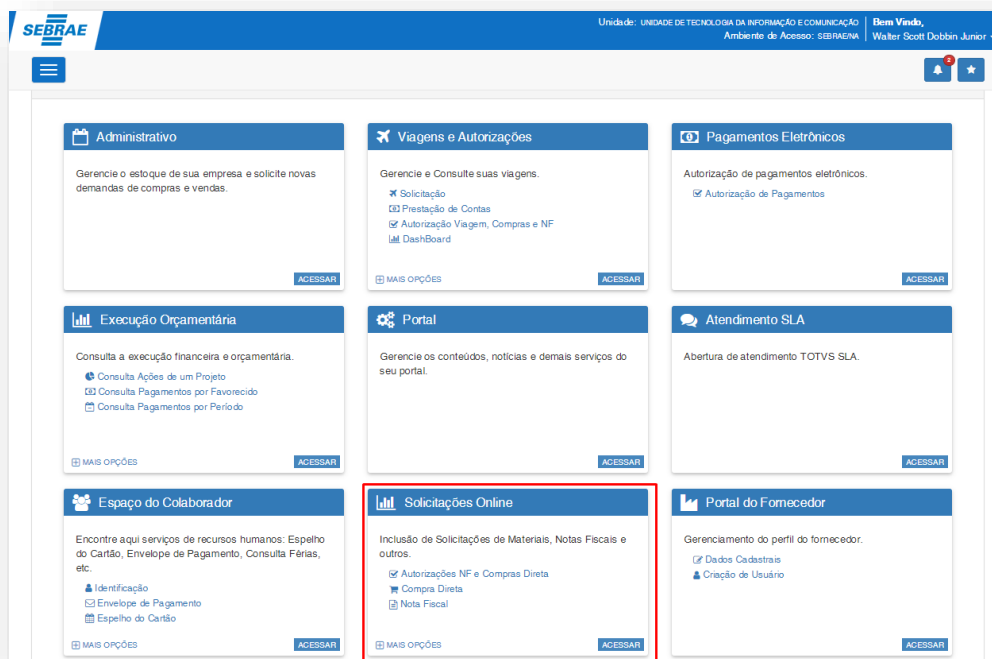 SEBRAE
Unidade: UNIDADE DE TECNOLOGIA DA INFORMAÇÃO E COMUNICAÇÃO
Ambiente de Acesso: SEBRAE/NA
Bem Vindo,
Walter Scott Dobbin Junior
2
Administrativo
Gerencie o estoque de sua empresa e solicite novas
demandas de compras e vendas.
ACESSAR
Viagens e Autorizações
Gerencie e Consulte suas viagens.
Solicitação
Prestação de Contas
Autorização Viagem, Compras e NF
DashBoard
MAIS OPÇÕES
ACESSAR
Pagamentos Eletrônicos
Autorização de pagamentos eletrônicos.
Autorização de Pagamentos
ACESSAR
Execução Orçamentária
Consulta a execução financeira e orçamentária.
Consulta Ações de um Projeto
Consulta Pagamentos por Favorecido
Consulta Pagamentos por Período
MAIS OPÇÕES
ACESSAR
Portal
Gerencie os conteúdos, notícias e demais serviços do
seu portal.
ACESSAR
Atendimento SLA
Abertura de atendimento TOTVS SLA.
ACESSAR
Espaço do Colaborador
Encontre aqui serviços de recursos humanos: Espelho
do Cartão, Envelope de Pagamento, Consulta Férias,
etc.
Identificação
Envelope de Pagamento
Espelho do Cartão
MAIS OPÇÕES
ACESSAR
Solicitações Online
Inclusão de Solicitações de Materiais, Notas Fiscais e
outros.
Autorizações NF e Compras Direta
Compra Direta
Nota Fiscal
MAIS OPÇÕES
ACESSAR
Portal do Fornecedor
Gerenciamento do perfil do fornecedor.
Dados Cadastrais
Criação de Usuário
ACESSAR